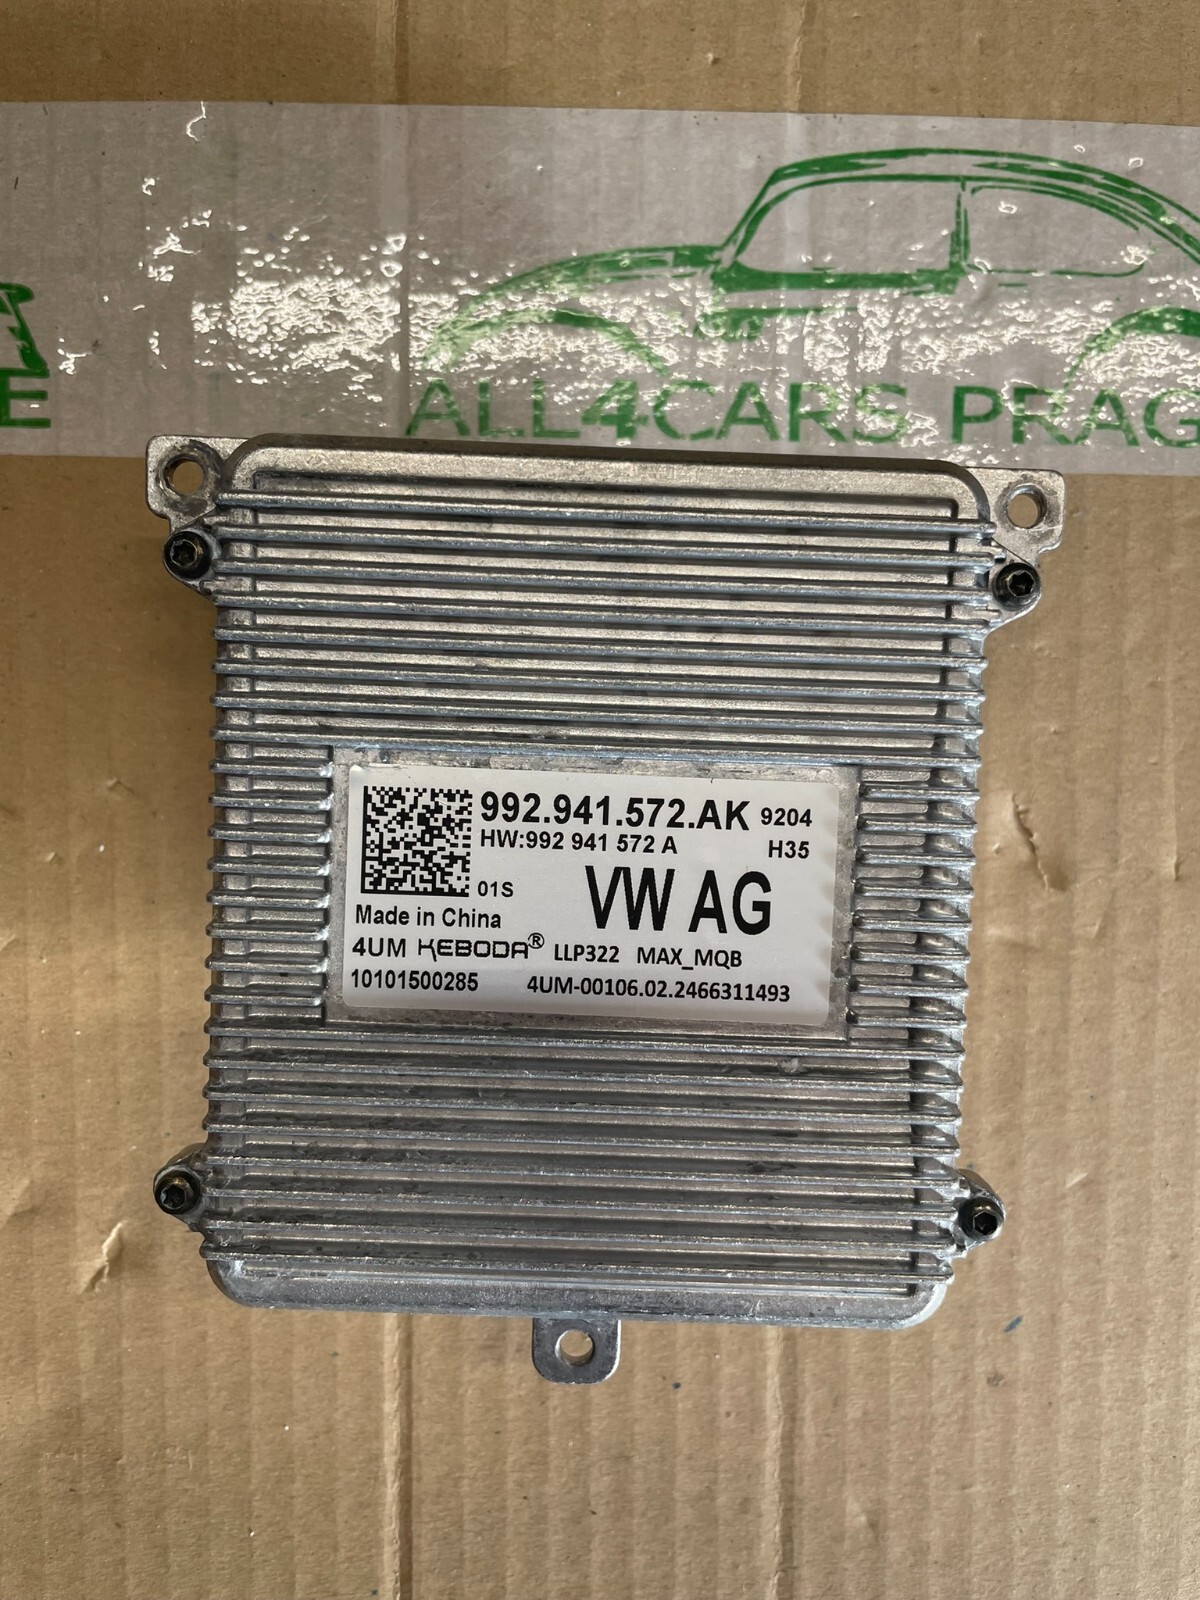 E
ALL4CARS PRAG
992.941.572.AK 9204
HW:992 941 572 A H35
01S VW AG
Made in China
4UM KEBODA® LLP322 MAX_MQB
10101500285 4UM-00106.02.2466311493